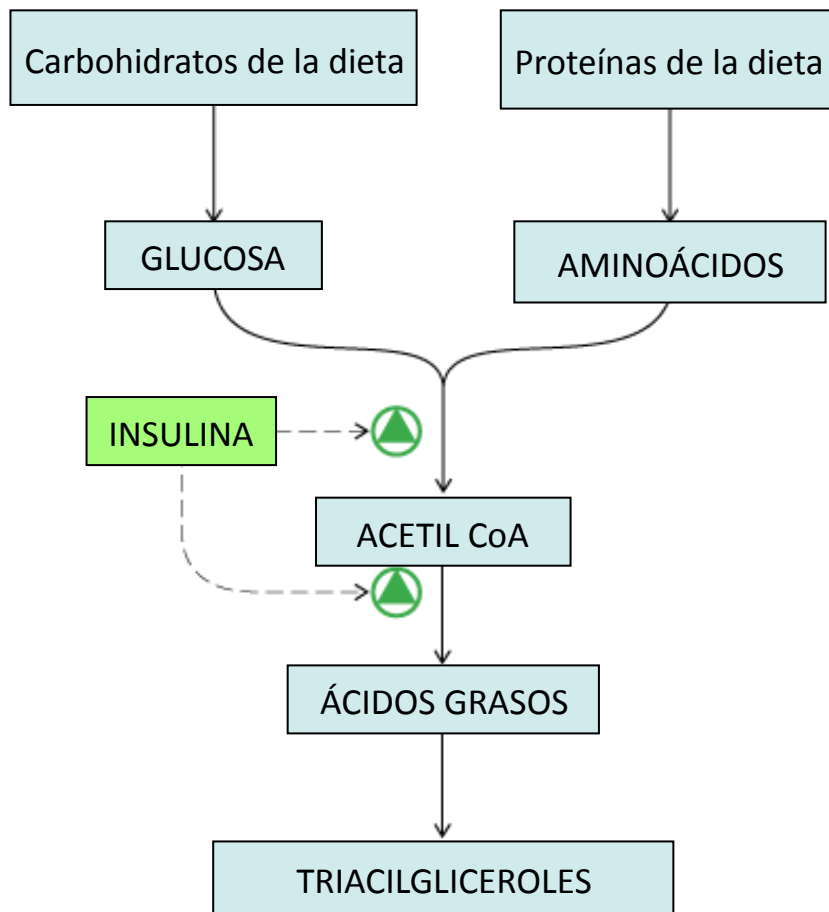 Carbohidratos de la dieta
Proteínas de la dieta
GLUCOSA
AMINOÁCIDOS
INSULINA
ACETIL CoA
ÁCIDOS GRASOS
TRIACILGLICEROLES